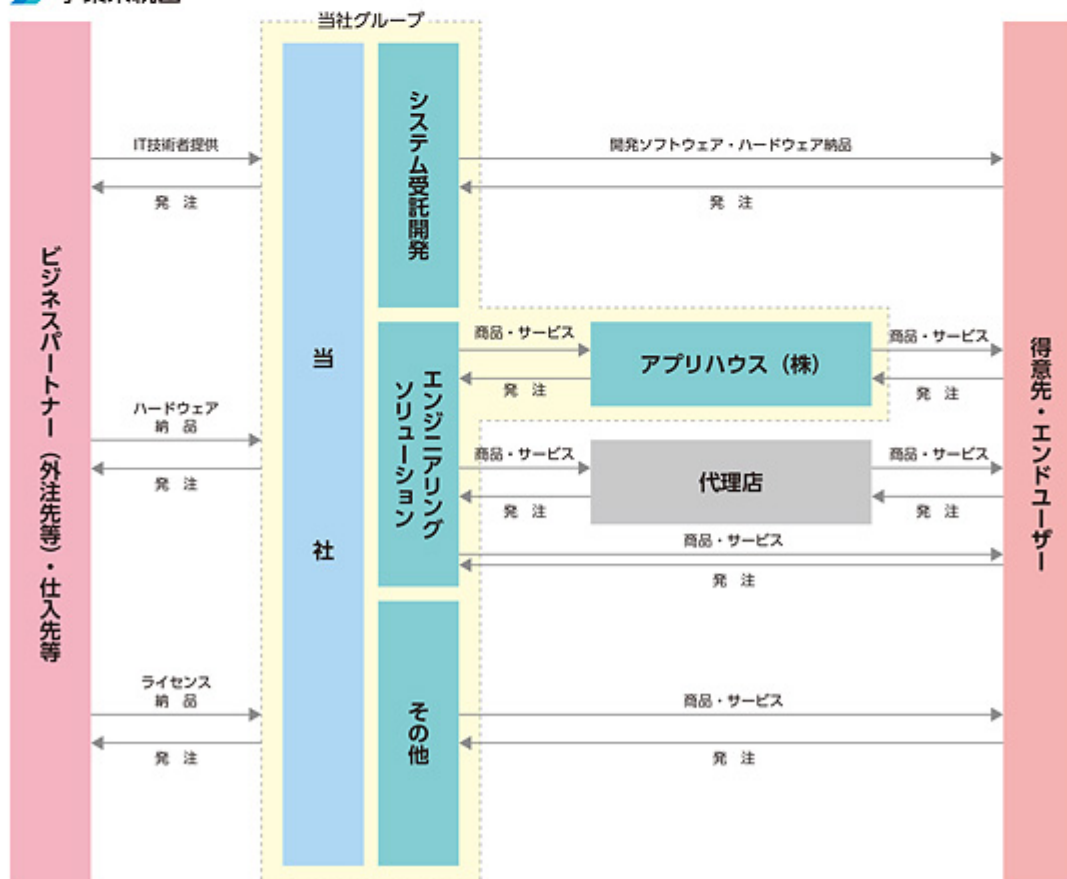 当社グループ
ビジネスパートナー（外注先等）・仕入先等
IT技術者提供
発 注
ハードウェア
納 品
発 注
ライセンス
納 品
発 注
当社
システム受託開発
エンジニアリング
ソリューション
その他
開発ソフトウェア・ハードウェア納品
発 注
商品・サービス
発 注
アプリハウス（株）
商品・サービス
発 注
商品・サービス
発 注
代理店
商品・サービス
発 注
商品・サービス
発 注
商品・サービス
発 注
得意先・エンドユーザー